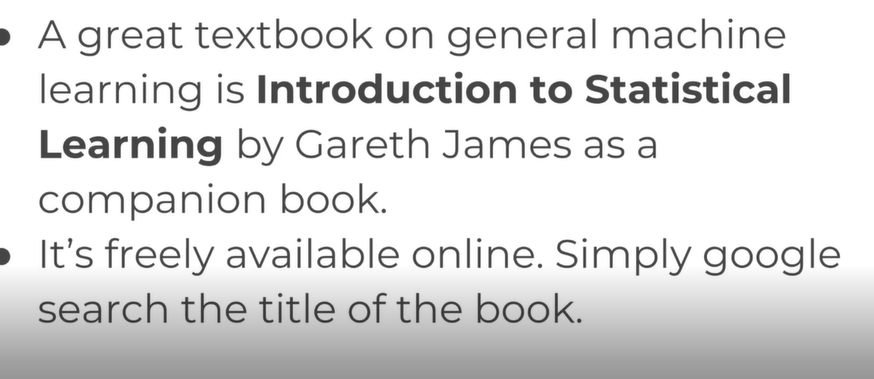 • A great textbook on general machine
learning is Introduction to Statistical
Learning by Gareth James as a
companion book.
• It’s freely available online. Simply google
search the title of the book.